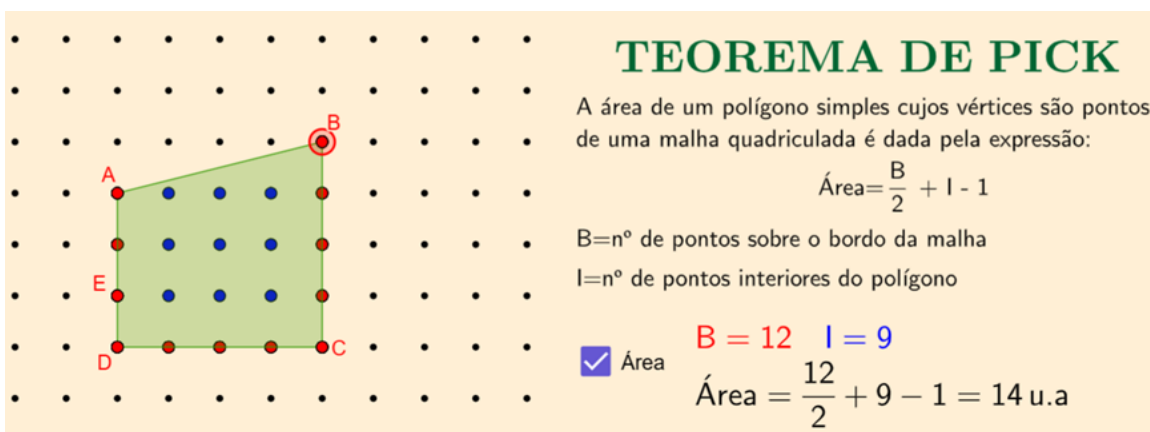 TEOREMA DE PICK
A área de um polígono simples cujos vértices são pontos
de uma malha quadriculada é dada pela expressão:
Área= B/2 + I - 1
B=nº de pontos sobre o bordo da malha
I=nº de pontos interiores do polígono
B = 12 I = 9
Área
Área = 12/2 + 9 − 1 = 14 u.a
B
A
E
D
C